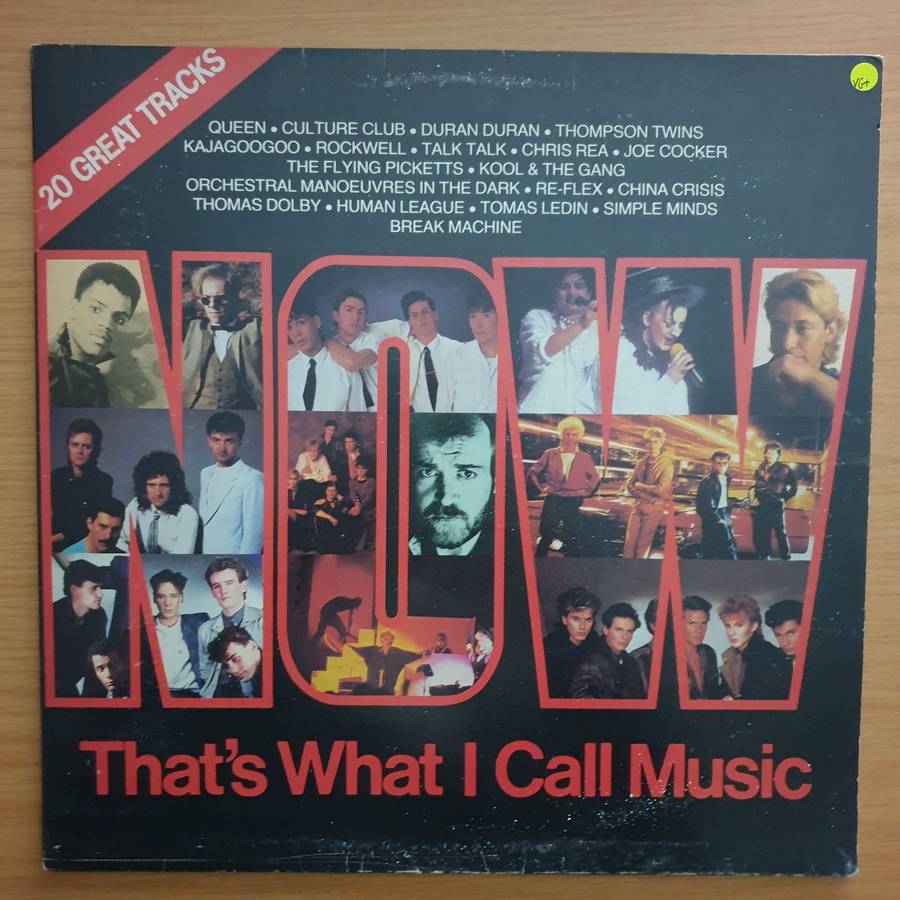 20 GREAT TRACKS
VG+
QUEEN • CULTURE CLUB • DURAN DURAN • THOMPSON TWINS
KAJAGOOGOO • ROCKWELL • TALK TALK • CHRIS REA • JOE COCKER
THE FLYING PICKETTS • KOOL & THE GANG
ORCHESTRAL MANOEUVRES IN THE DARK • RE-FLEX • CHINA CRISIS
THOMAS DOLBY • HUMAN LEAGUE • TOMAS LEDIN • SIMPLE MINDS
BREAK MACHINE
NOW
That's What I Call Music